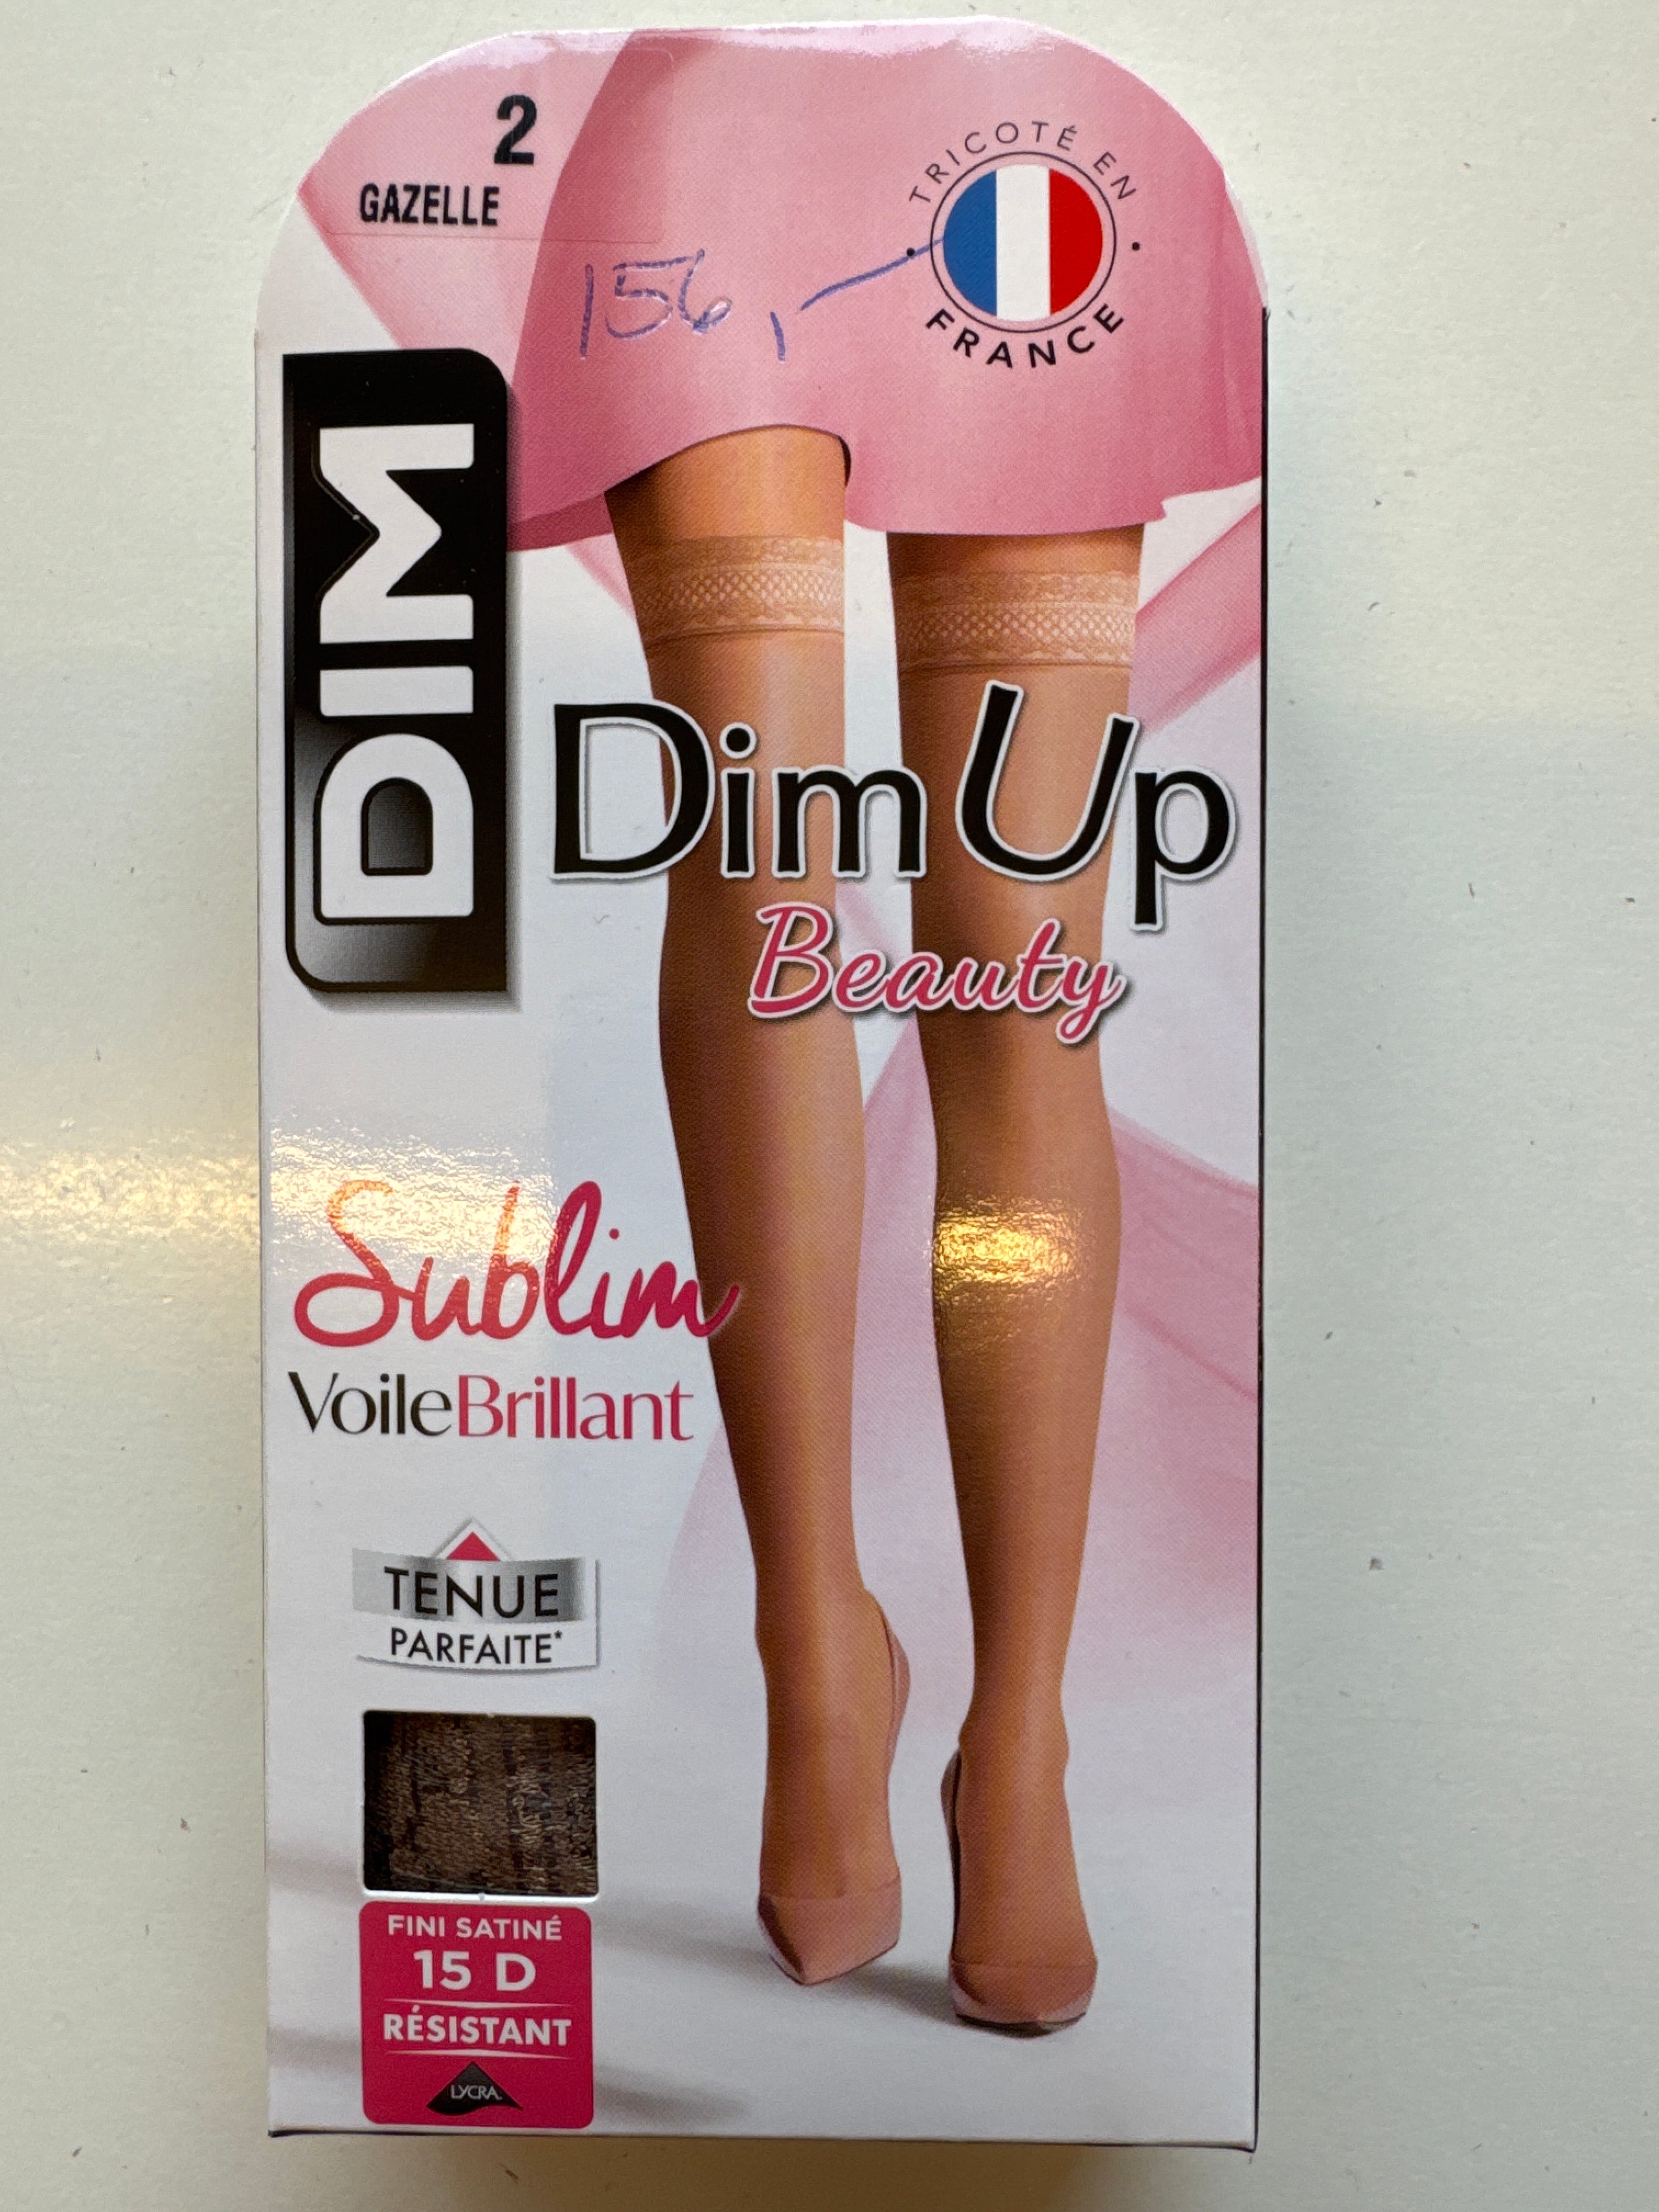 2
GAZELLE
TRICOTÉ EN
FRANCE
156,-
DIM
Dim Up
Beauty
Sublim
VoileBrillant
TENUE
PARFAITE*
FINI SATINÉ
15 D
RÉSISTANT
LYCRA